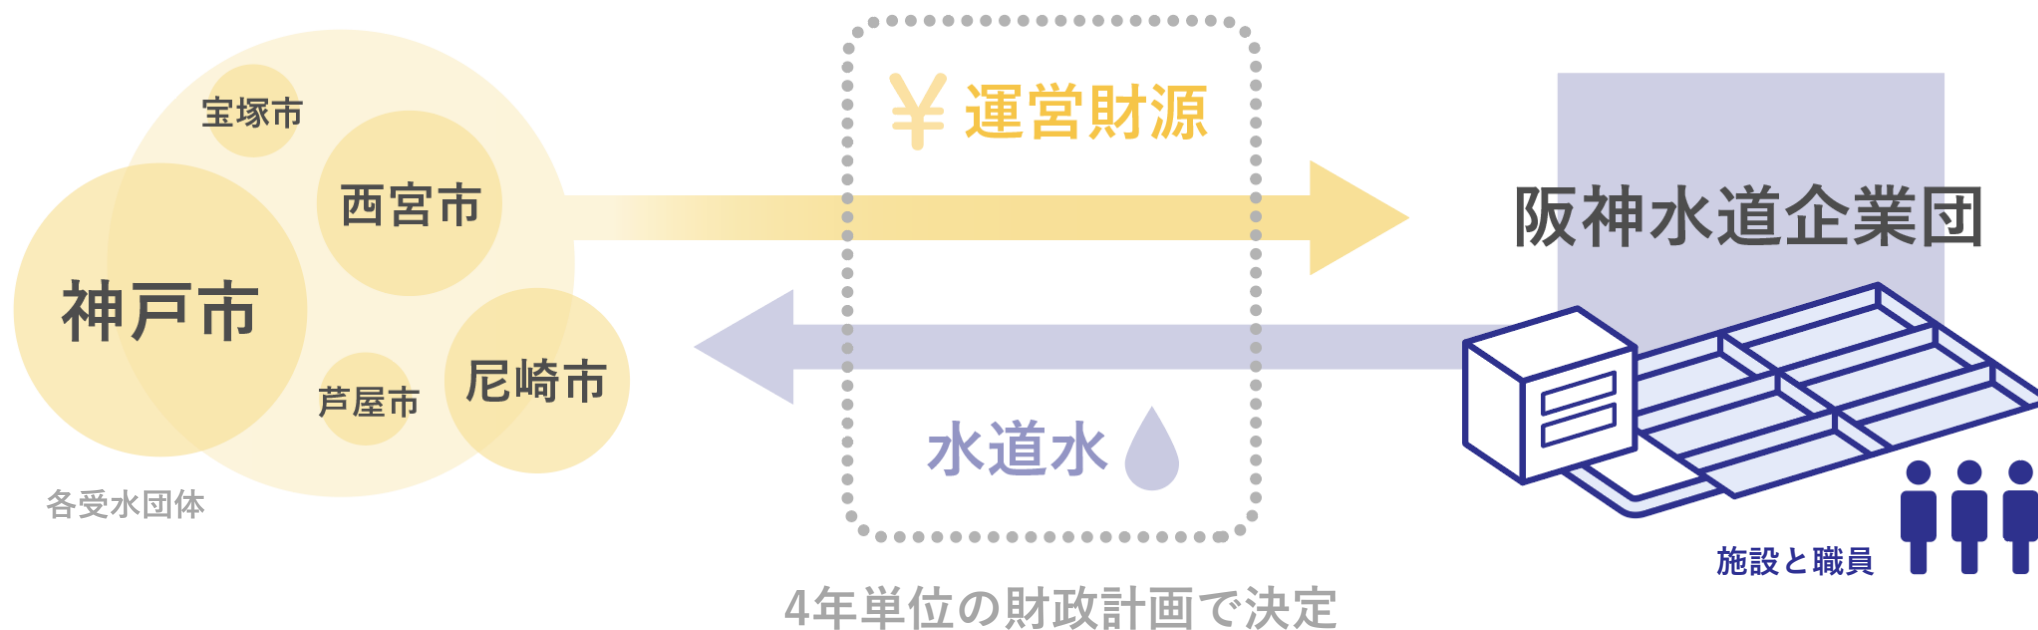 宝塚市
西宮市
神戸市
芦屋市
尼崎市
各受水団体
¥ 運営財源
水道水
4年単位の財政計画で決定
阪神水道企業団
施設と職員